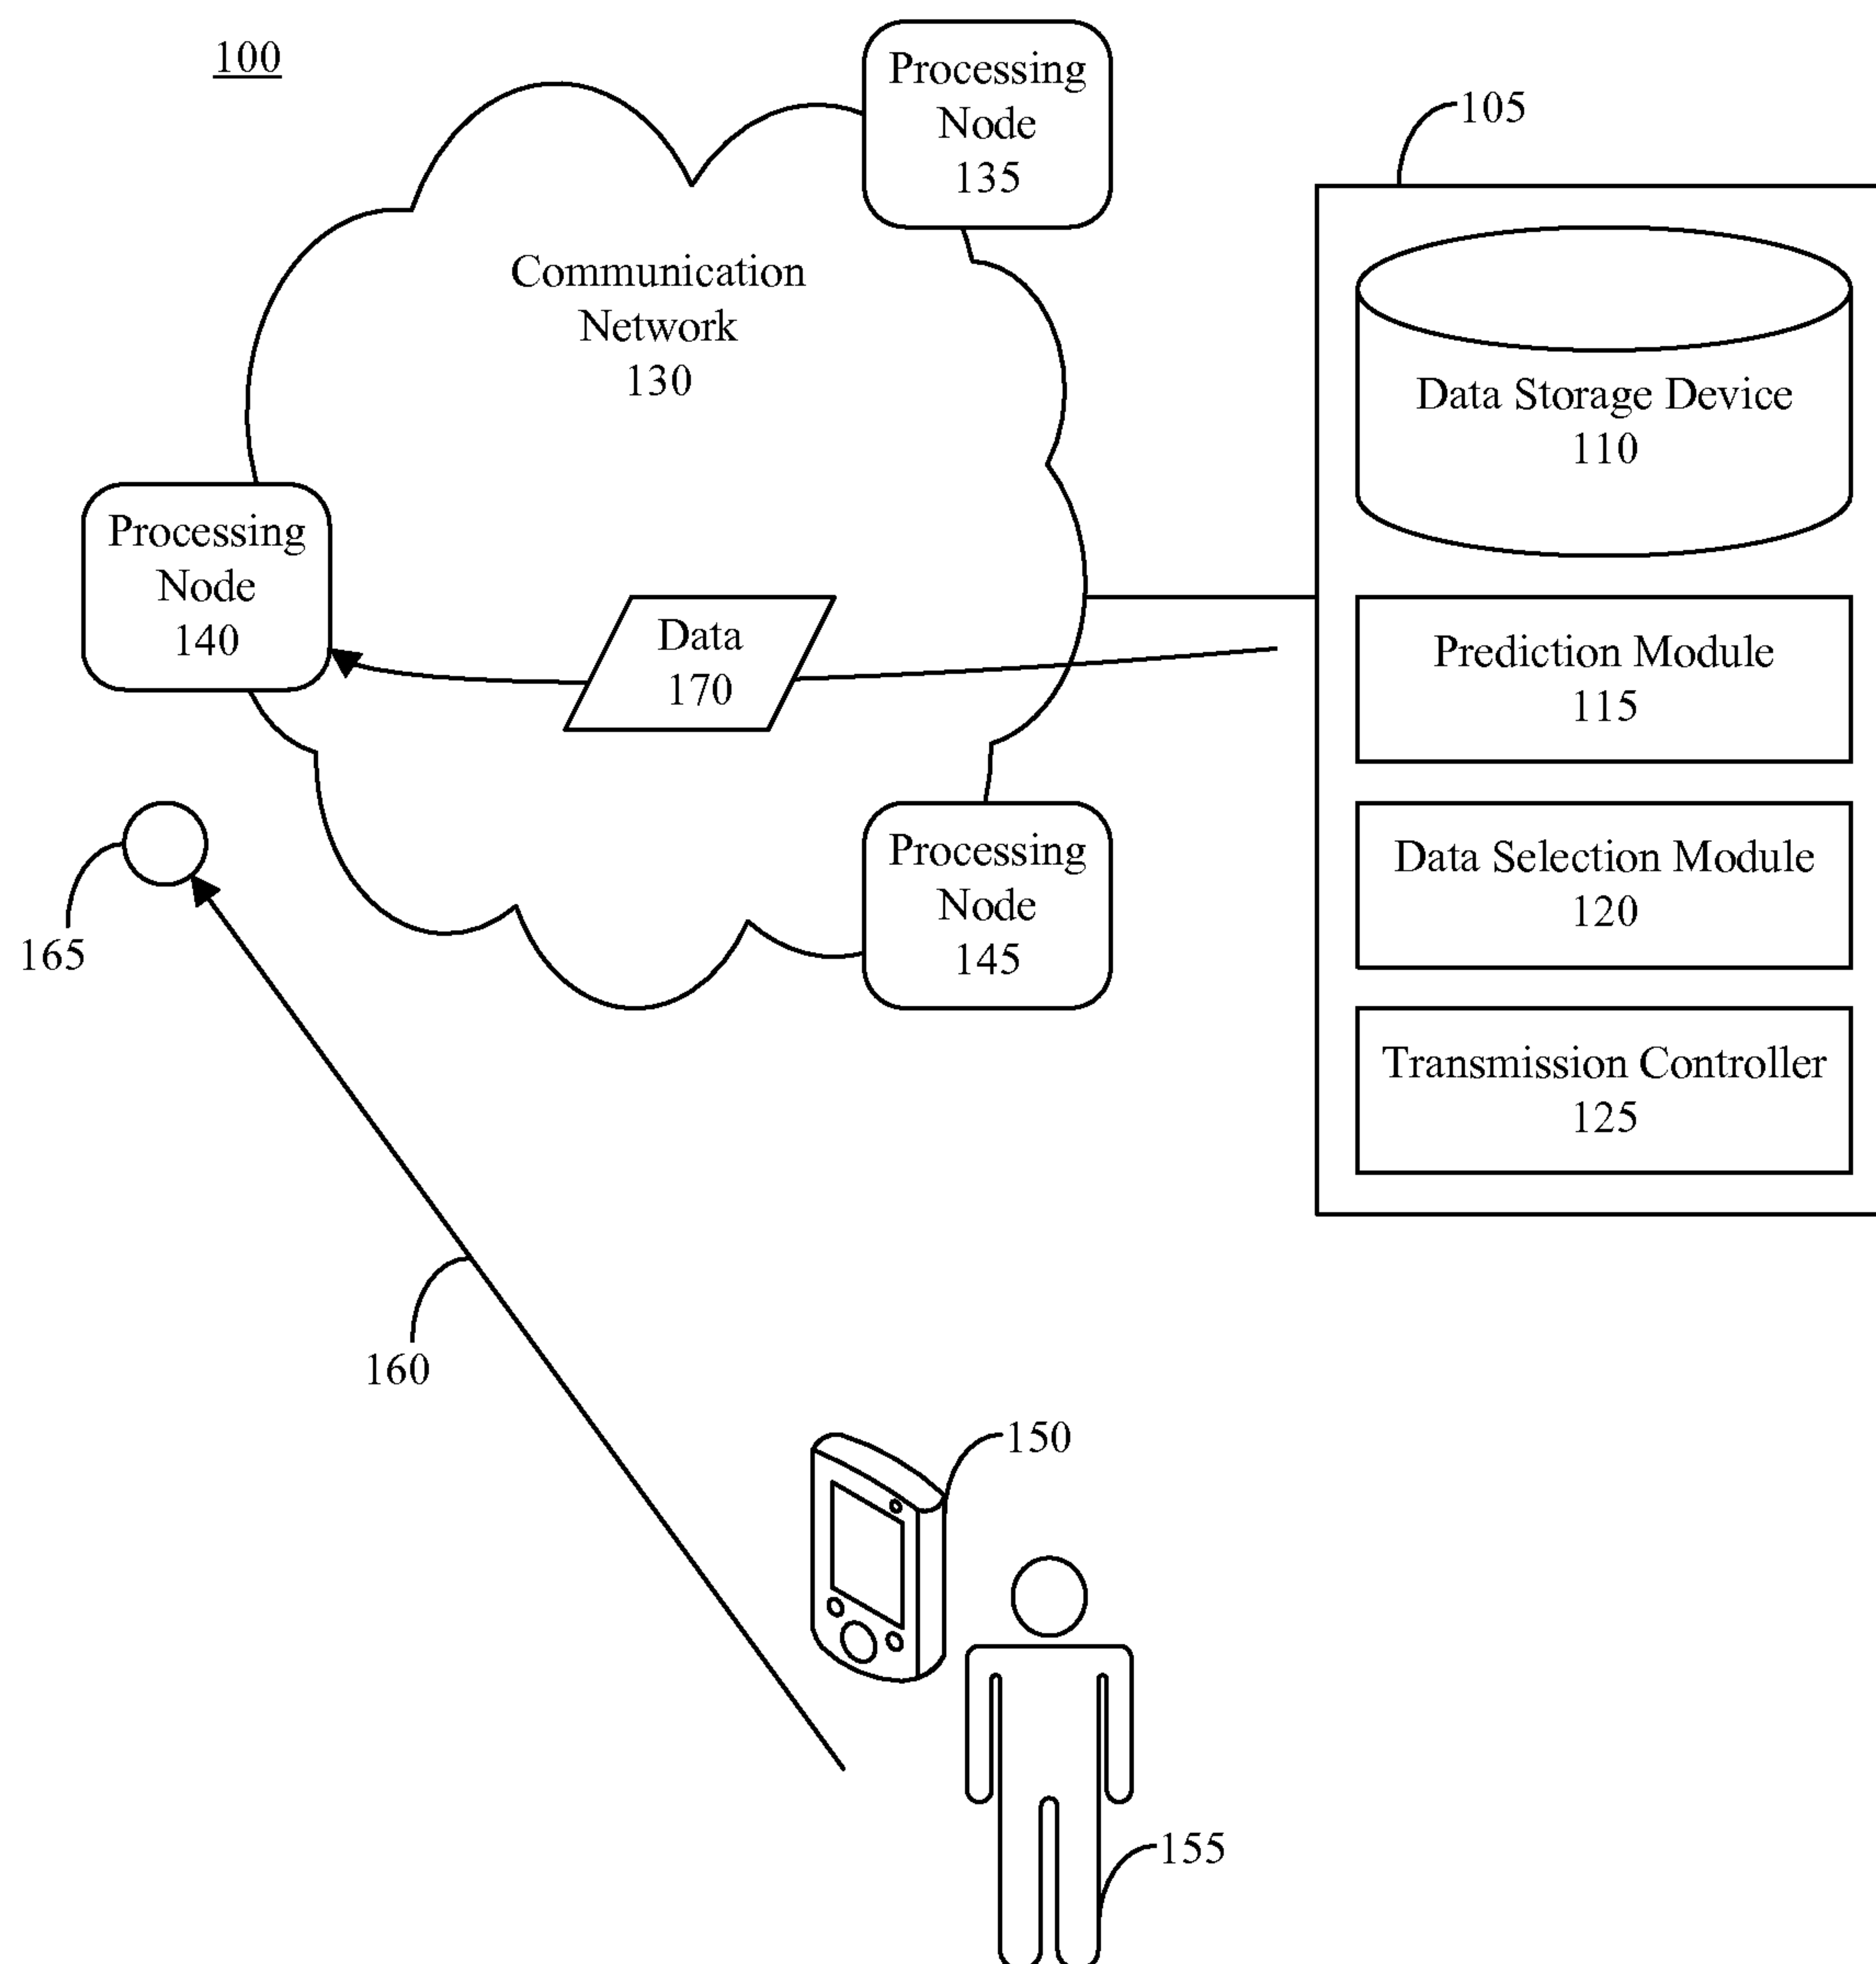 100
Processing
Node
135
105
Communication
Network
130
Data Storage Device
110
Processing
Node
140
Data
170
Prediction Module
115
Processing
Node
145
Data Selection Module
120
165
Transmission Controller
125
160
150
155